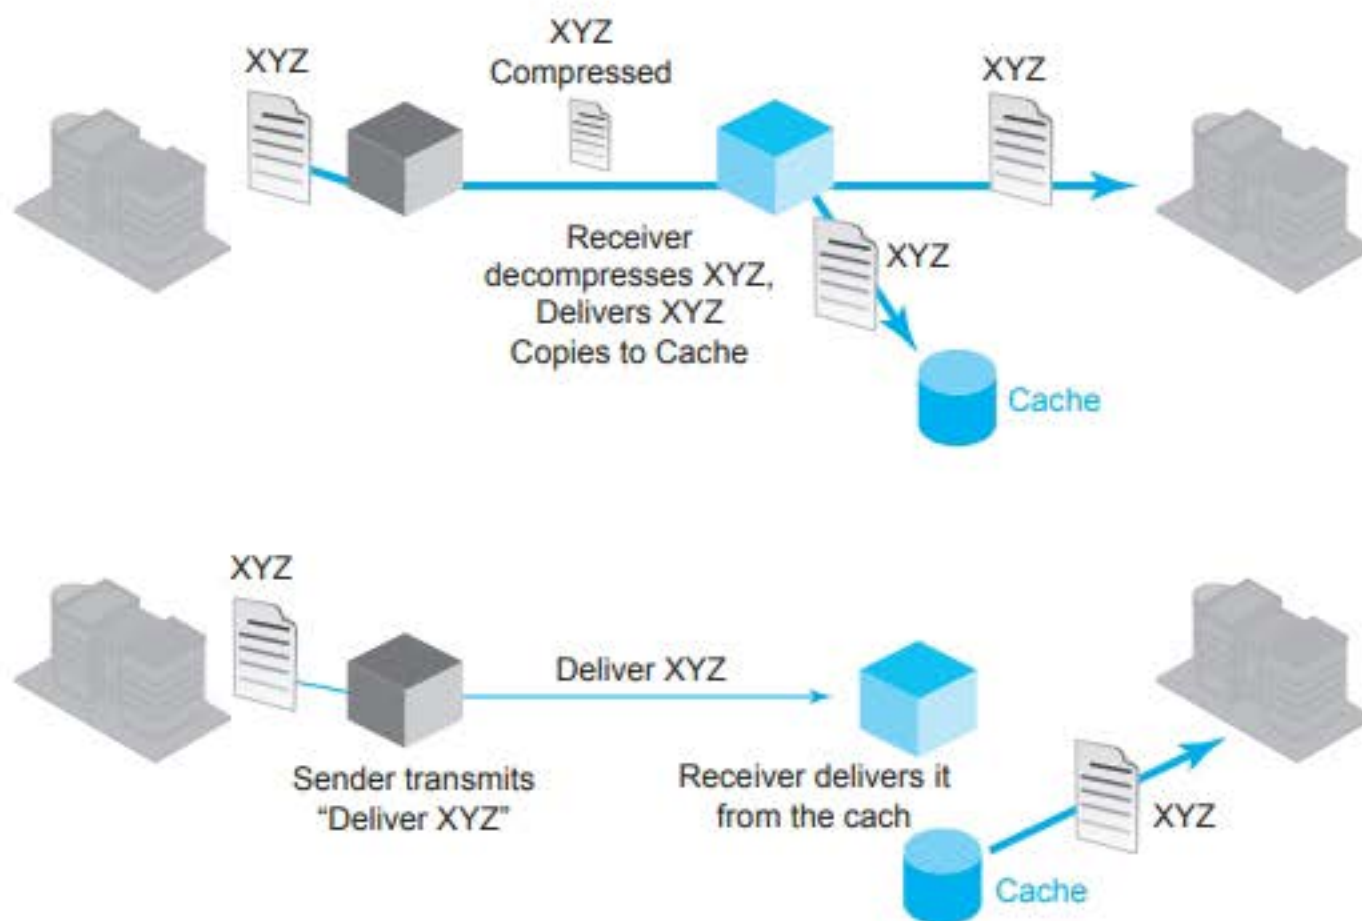 XYZ
XYZ
Compressed
XYZ
Receiver
decompresses XYZ,
Delivers XYZ
Copies to Cache
XYZ
Cache
XYZ
Deliver XYZ
Sender transmits
“Deliver XYZ”
Receiver delivers it
from the cach
XYZ
Cache